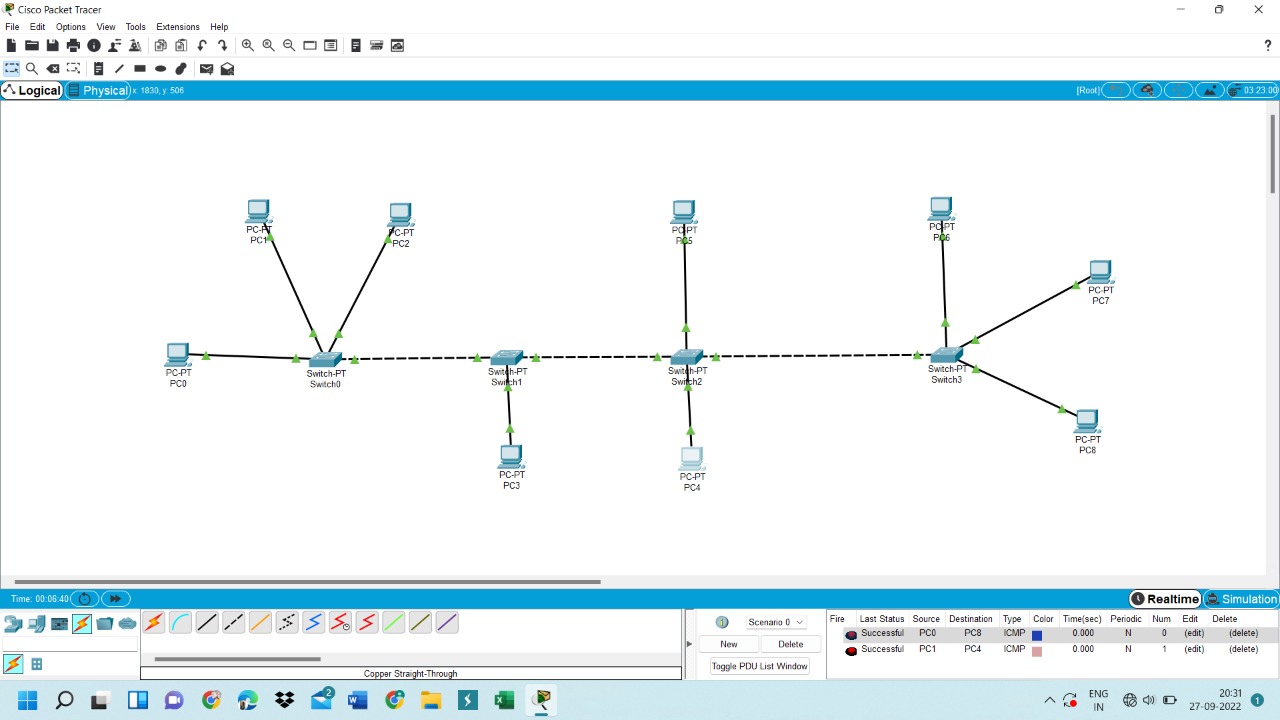 Cisco Packet Tracer
File Edit Options View Tools Extensions Help
?
Logical Physical x: 1830, y: 506 [Root] 03:23:00
PC-PT
PC1
PC-PT
PC2
PC-PT
PC5
PC-PT
PC6
PC-PT
PC7
PC-PT
PC0
Switch-PT
Switch0
Switch-PT
Switch1
Switch-PT
Switch2
Switch-PT
Switch3
PC-PT
PC3
PC-PT
PC4
PC-PT
PC8
Time: 00:06:40 Realtime Simulation
Scenario 0
New Delete
Toggle PDU List Window
Copper Straight-Through
Fire Last Status Source Destination Type Color Time(sec) Periodic Num Edit Delete
Successful PC0 PC8 ICMP 0.000 N 0 (edit) (delete)
Successful PC1 PC4 ICMP 0.000 N 1 (edit) (delete)
2
ENG
IN
20:31
27-09-2022
1